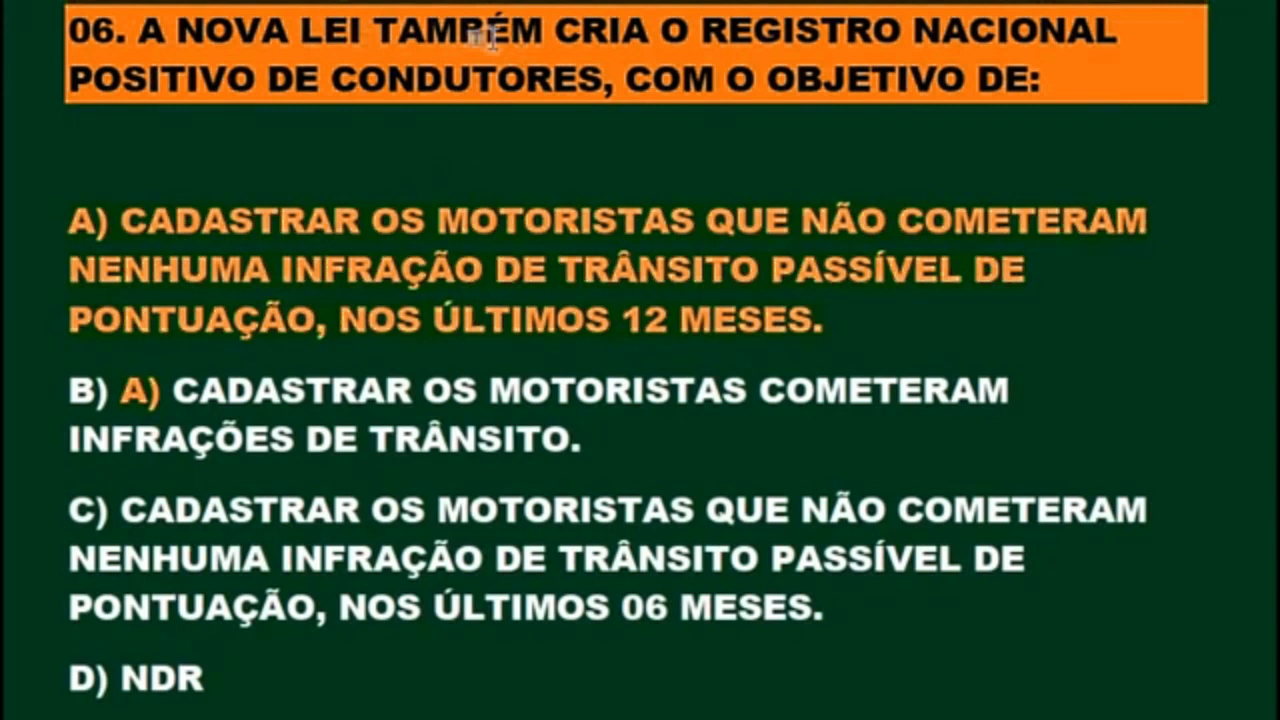 06. A NOVA LEI TAMBÉM CRIA O REGISTRO NACIONAL
POSITIVO DE CONDUTORES, COM O OBJETIVO DE:
A) CADASTRAR OS MOTORISTAS QUE NÃO COMETERAM
NENHUMA INFRAÇÃO DE TRÂNSITO PASSÍVEL DE
PONTUAÇÃO, NOS ÚLTIMOS 12 MESES.
B) A) CADASTRAR OS MOTORISTAS COMETERAM
INFRAÇÕES DE TRÂNSITO.
C) CADASTRAR OS MOTORISTAS QUE NÃO COMETERAM
NENHUMA INFRAÇÃO DE TRÂNSITO PASSÍVEL DE
PONTUAÇÃO, NOS ÚLTIMOS 06 MESES.
D) NDR